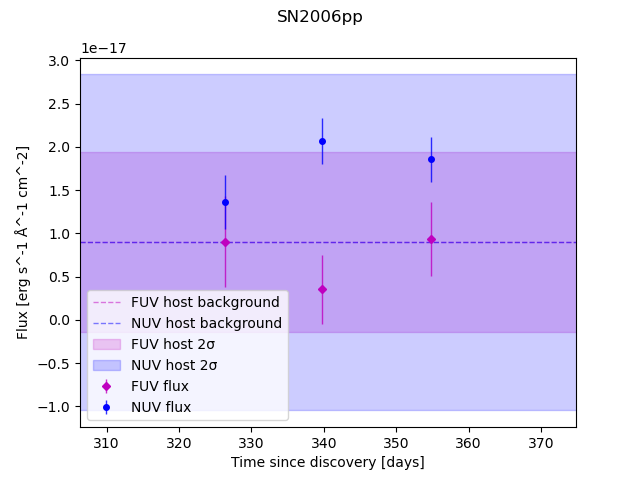 SN2006pp
1e−17
3.0
2.5
2.0
1.5
1.0
0.5
0.0
−0.5
−1.0
Flux [erg s^-1 Å^-1 cm^-2]
FUV host background
NUV host background
FUV host 2σ
NUV host 2σ
FUV flux
NUV flux
310 320 330 340 350 360 370
Time since discovery [days]